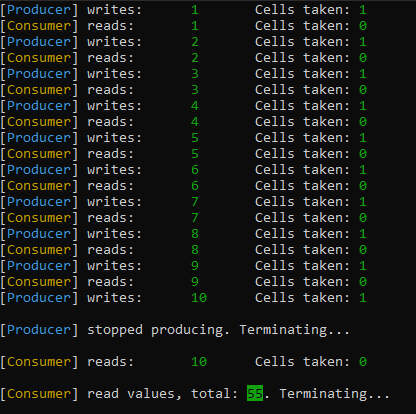 [Producer] writes: 1 Cells taken: 1
[Consumer] reads: 1 Cells taken: 0
[Producer] writes: 2 Cells taken: 1
[Consumer] reads: 2 Cells taken: 0
[Producer] writes: 3 Cells taken: 1
[Consumer] reads: 3 Cells taken: 0
[Producer] writes: 4 Cells taken: 1
[Consumer] reads: 4 Cells taken: 0
[Producer] writes: 5 Cells taken: 1
[Consumer] reads: 5 Cells taken: 0
[Producer] writes: 6 Cells taken: 1
[Consumer] reads: 6 Cells taken: 0
[Producer] writes: 7 Cells taken: 1
[Consumer] reads: 7 Cells taken: 0
[Producer] writes: 8 Cells taken: 1
[Consumer] reads: 8 Cells taken: 0
[Producer] writes: 9 Cells taken: 1
[Consumer] reads: 9 Cells taken: 0
[Producer] writes: 10 Cells taken: 1
[Producer] stopped producing. Terminating...
[Consumer] reads: 10 Cells taken: 0
[Consumer] read values, total: 55. Terminating...